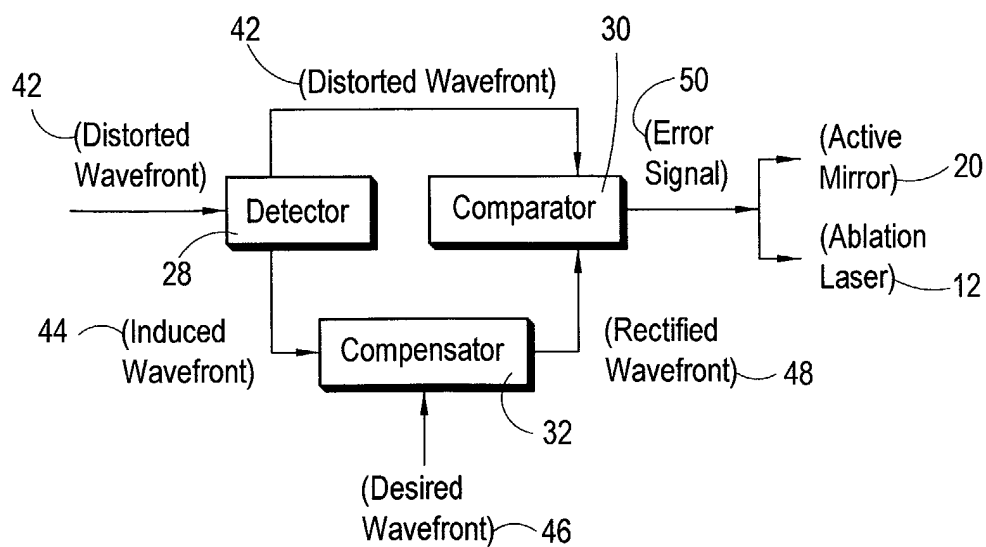 42
(Distorted Wavefront)
30
42
(Distorted
Wavefront)
50
(Error
Signal)
(Active
Mirror)
20
Detector
28
Comparator
(Ablation
Laser)
12
44
(Induced
Wavefront)
Compensator
32
(Rectified
Wavefront)
48
(Desired
Wavefront)
46